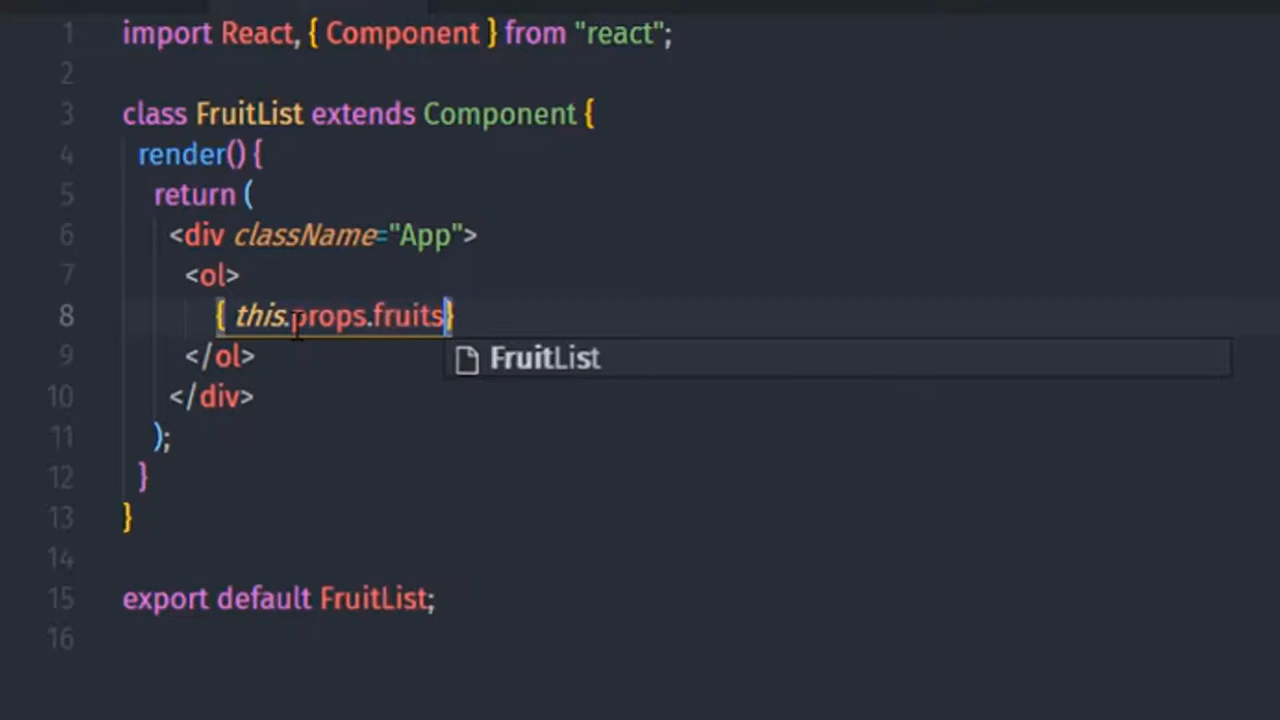 1 import React, { Component } from "react";
2
3 class FruitList extends Component {
4 render() {
5 return (
6 <div className="App">
7 <ol>
8 { this.props.fruits}
FruitList
9 </ol>
10 </div>
11 );
12 }
13 }
14
15 export default FruitList;
16